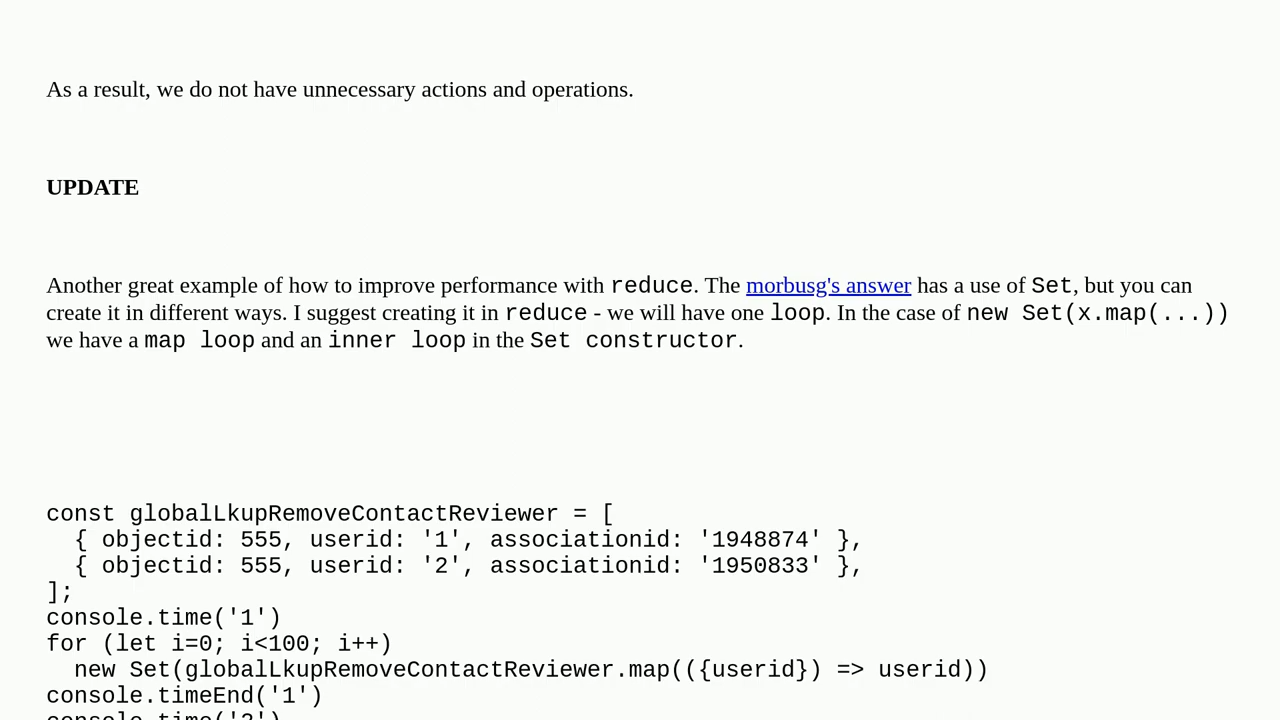 As a result, we do not have unnecessary actions and operations.
UPDATE
Another great example of how to improve performance with reduce. The morbusg's answer has a use of Set, but you can
create it in different ways. I suggest creating it in reduce - we will have one loop. In the case of new Set(x.map(...))
we have a map loop and an inner loop in the Set constructor.
const globalLkupRemoveContactReviewer = [
  { objectid: 555, userid: '1', associationid: '1948874' },
  { objectid: 555, userid: '2', associationid: '1950833' },
];
console.time('1')
for (let i=0; i<100; i++)
  new Set(globalLkupRemoveContactReviewer.map(({userid}) => userid))
console.timeEnd('1')
console.time('2')